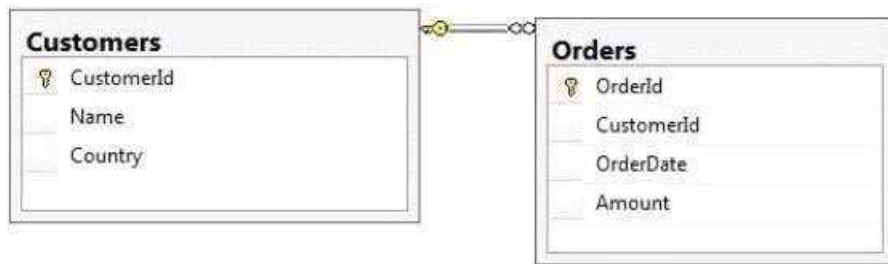 Customers
CustomerId
Name
Country
Orders
OrderId
CustomerId
OrderDate
Amount